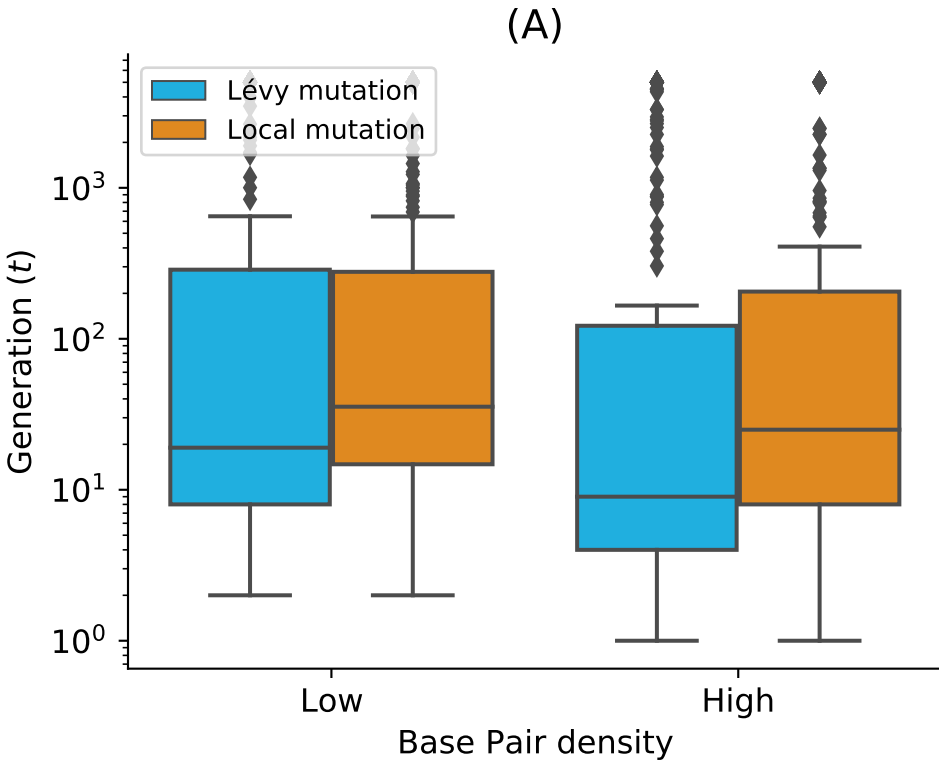 (A)
Lévy mutation
Local mutation
10³
10²
10¹
10⁰
Generation (t)
Low
High
Base Pair density